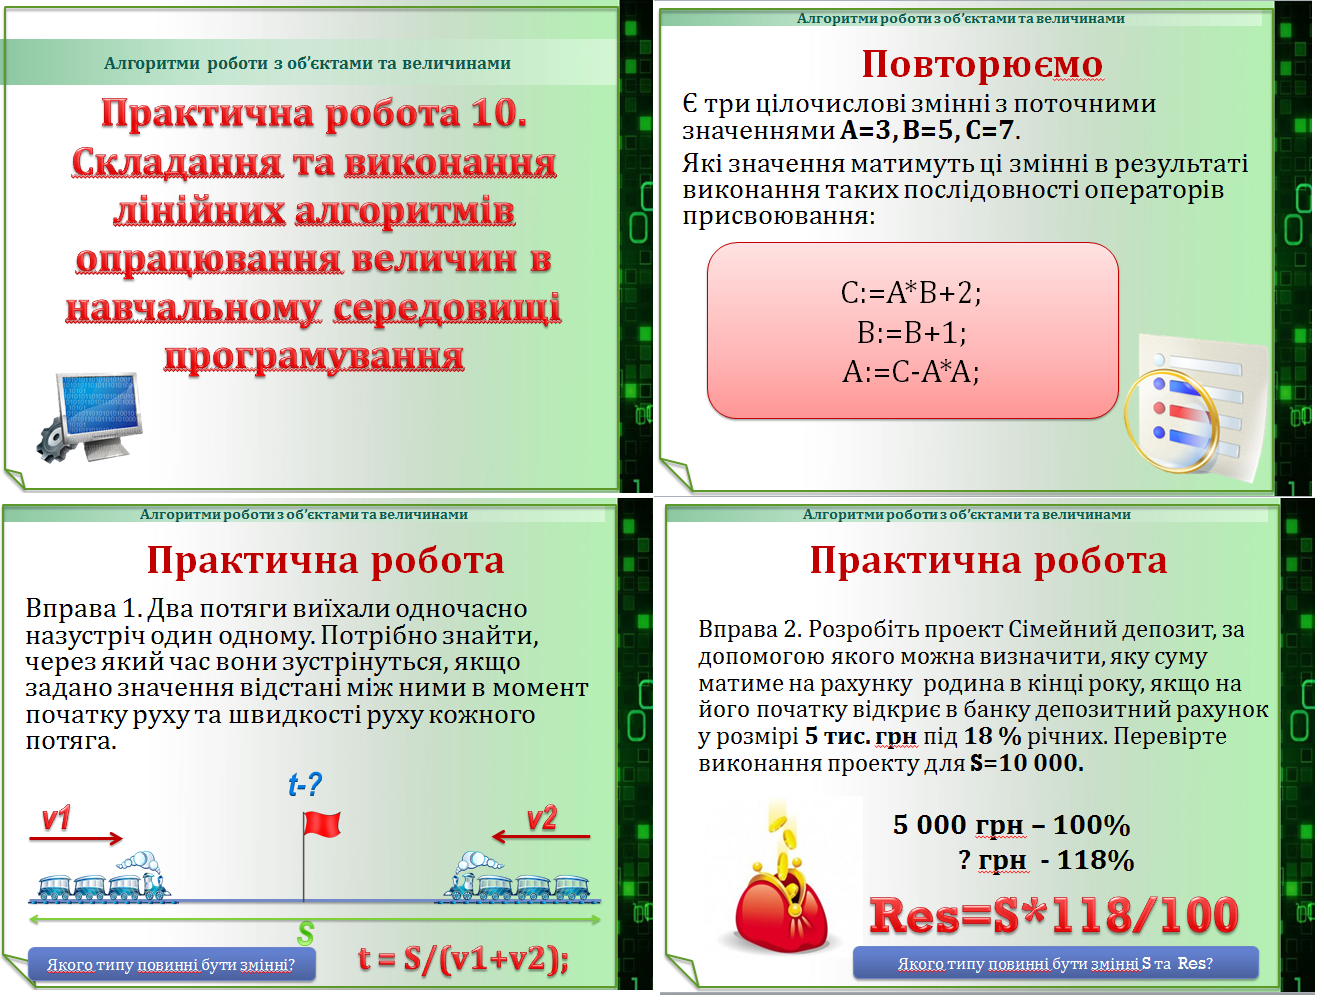 Алгоритми роботи з об’єктами та величинами
Практична робота 10.
Складання та виконання
лінійних алгоритмів
опрацювання величин в
навчальному середовищі
програмування
Алгоритми роботи з об’єктами та величинами
Повторюємо
Є три цілочислові змінні з поточними
значеннями A=3, B=5, C=7.
Які значення матимуть ці змінні в результаті
виконання таких послідовності операторів
присвоювання:
C:=A*B+2;
B:=B+1;
A:=C-A*A;
Алгоритми роботи з об’єктами та величинами
Практична робота
Вправа 1. Два потяги виїхали одночасно
назустріч один одному. Потрібно знайти,
через який час вони зустрінуться, якщо
задано значення відстані між ними в момент
початку руху та швидкості руху кожного
потяга.
t-?
v1
v2
S
t = S/(v1+v2);
Якого типу повинні бути змінні?
Алгоритми роботи з об’єктами та величинами
Практична робота
Вправа 2. Розробіть проект Сімейний депозит, за
допомогою якого можна визначити, яку суму
матиме на рахунку родина в кінці року, якщо на
його початку відкриє в банку депозитний рахунок
у розмірі 5 тис. грн під 18 % річних. Перевірте
виконання проекту для S=10 000.
5 000 грн – 100%
? грн - 118%
Res=S*118/100
Якого типу повинні бути змінні S та Res?